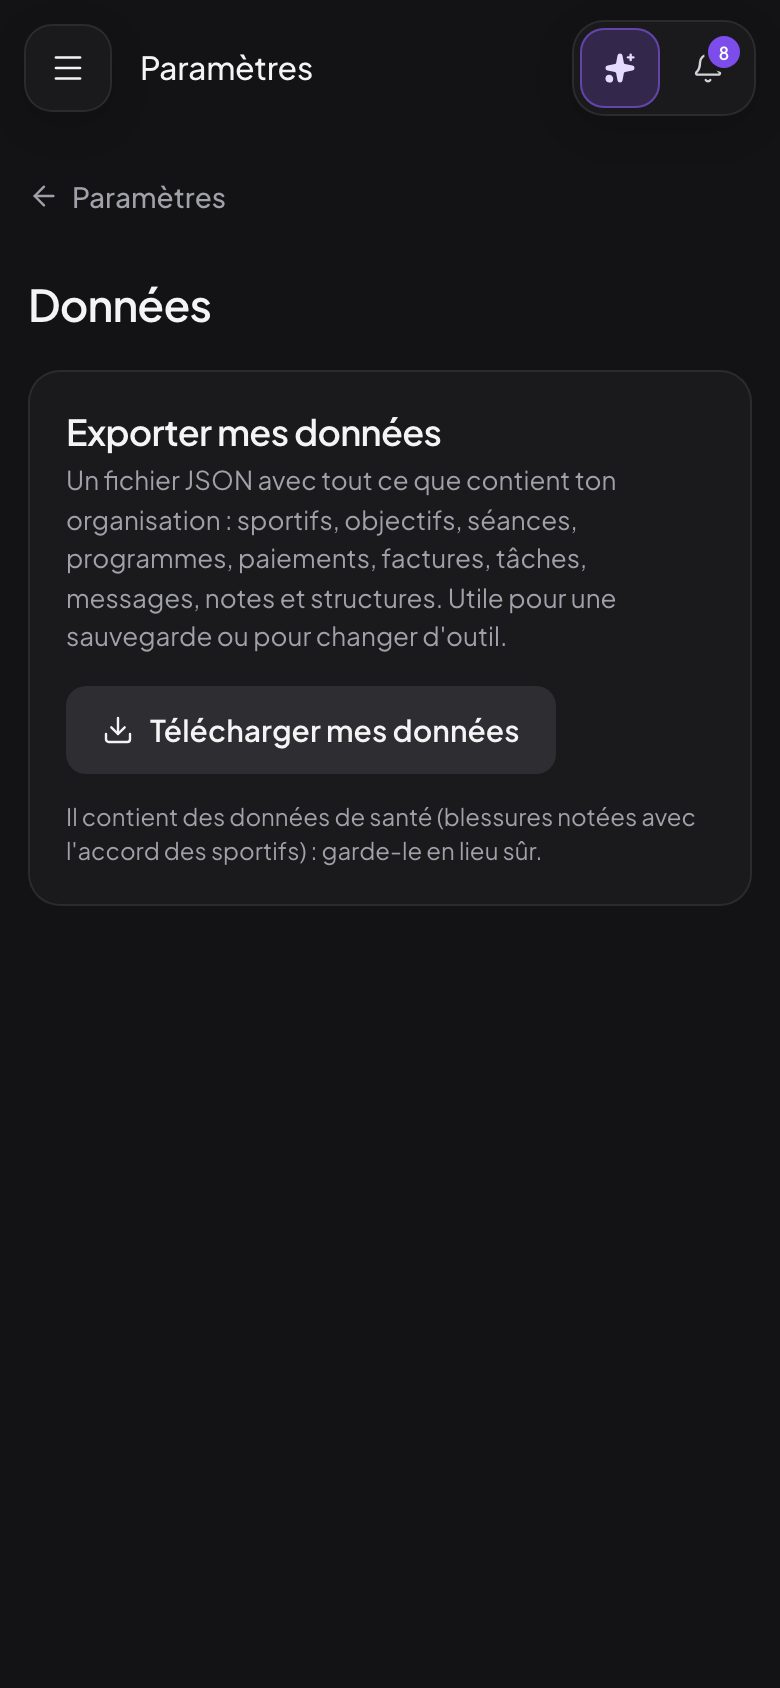 Paramètres
8
Paramètres
Données
Exporter mes données
Un fichier JSON avec tout ce que contient ton
organisation : sportifs, objectifs, séances,
programmes, paiements, factures, tâches,
messages, notes et structures. Utile pour une
sauvegarde ou pour changer d'outil.
Télécharger mes données
Il contient des données de santé (blessures notées avec
l'accord des sportifs) : garde-le en lieu sûr.